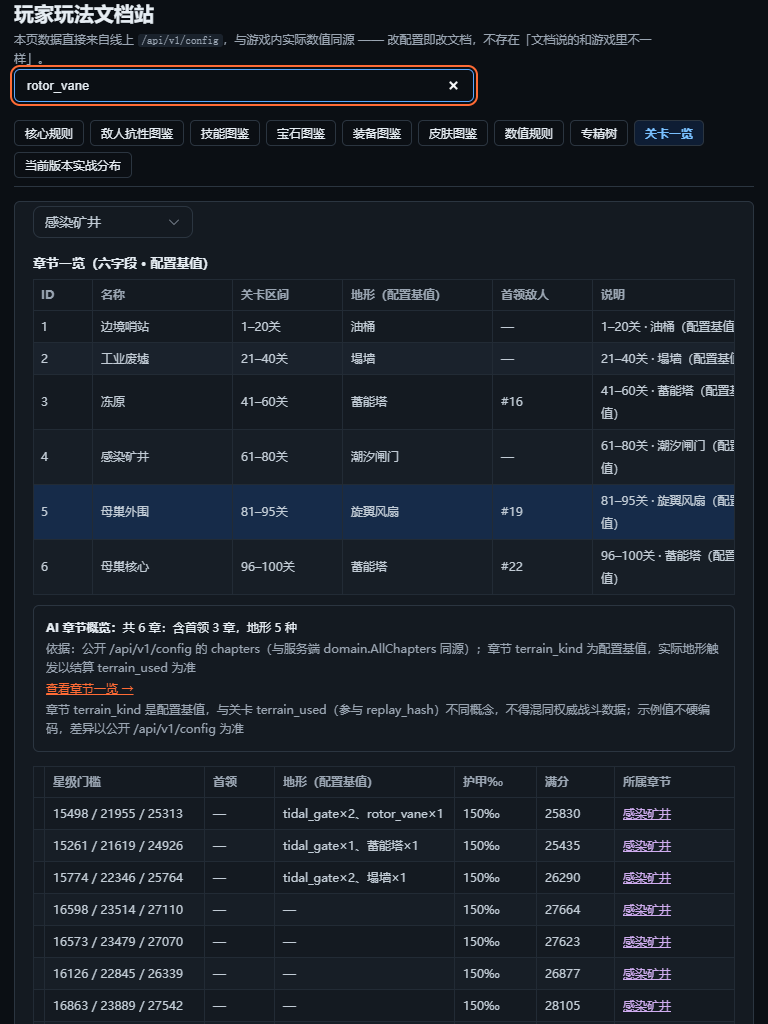 玩家玩法文档站
本页数据直接来自线上 /api/v1/config，与游戏内实际数值同源 —— 改配置即改文档，不存在「文档说的和游戏里不一
样」。
rotor_vane ×
核心规则 敌人抗性图鉴 技能图鉴 宝石图鉴 装备图鉴 皮肤图鉴 数值规则 专精树 关卡一览
当前版本实战分布
感染矿井
章节一览（六字段 • 配置基值）
ID 名称 关卡区间 地形（配置基值） 首领敌人 说明
1 边境哨站 1–20关 油桶 — 1–20关 · 油桶（配置基值
2 工业废墟 21–40关 塌墙 — 21–40关 · 塌墙（配置基值
3 冻原 41–60关 蓄能塔 #16 41–60关 · 蓄能塔（配置基
值）
4 感染矿井 61–80关 潮汐闸门 — 61–80关 · 潮汐闸门（配置
值）
5 母巢外围 81–95关 旋翼风扇 #19 81–95关 · 旋翼风扇（配置
值）
6 母巢核心 96–100关 蓄能塔 #22 96–100关 · 蓄能塔（配置
值）
AI 章节概览：共 6 章：含首领 3 章，地形 5 种
依据：公开 /api/v1/config 的 chapters（与服务端 domain.AllChapters 同源）；章节 terrain_kind 为配置基值，实际地形触
发以结算 terrain_used 为准
查看章节一览 →
章节 terrain_kind 是配置基值，与关卡 terrain_used（参与 replay_hash）不同概念，不得混同权威战斗数据；示例值不硬编
码，差异以公开 /api/v1/config 为准
星级门槛 首领 地形（配置基值） 护甲‰ 满分 所属章节
15498 / 21955 / 25313 — tidal_gate×2、rotor_vane×1 150‰ 25830 感染矿井
15261 / 21619 / 24926 — tidal_gate×1、蓄能塔×1 150‰ 25435 感染矿井
15774 / 22346 / 25764 — tidal_gate×2、塌墙×1 150‰ 26290 感染矿井
16598 / 23514 / 27110 — — 150‰ 27664 感染矿井
16573 / 23479 / 27070 — — 150‰ 27623 感染矿井
16126 / 22845 / 26339 — — 150‰ 26877 感染矿井
16863 / 23889 / 27542 — — 150‰ 28105 感染矿井